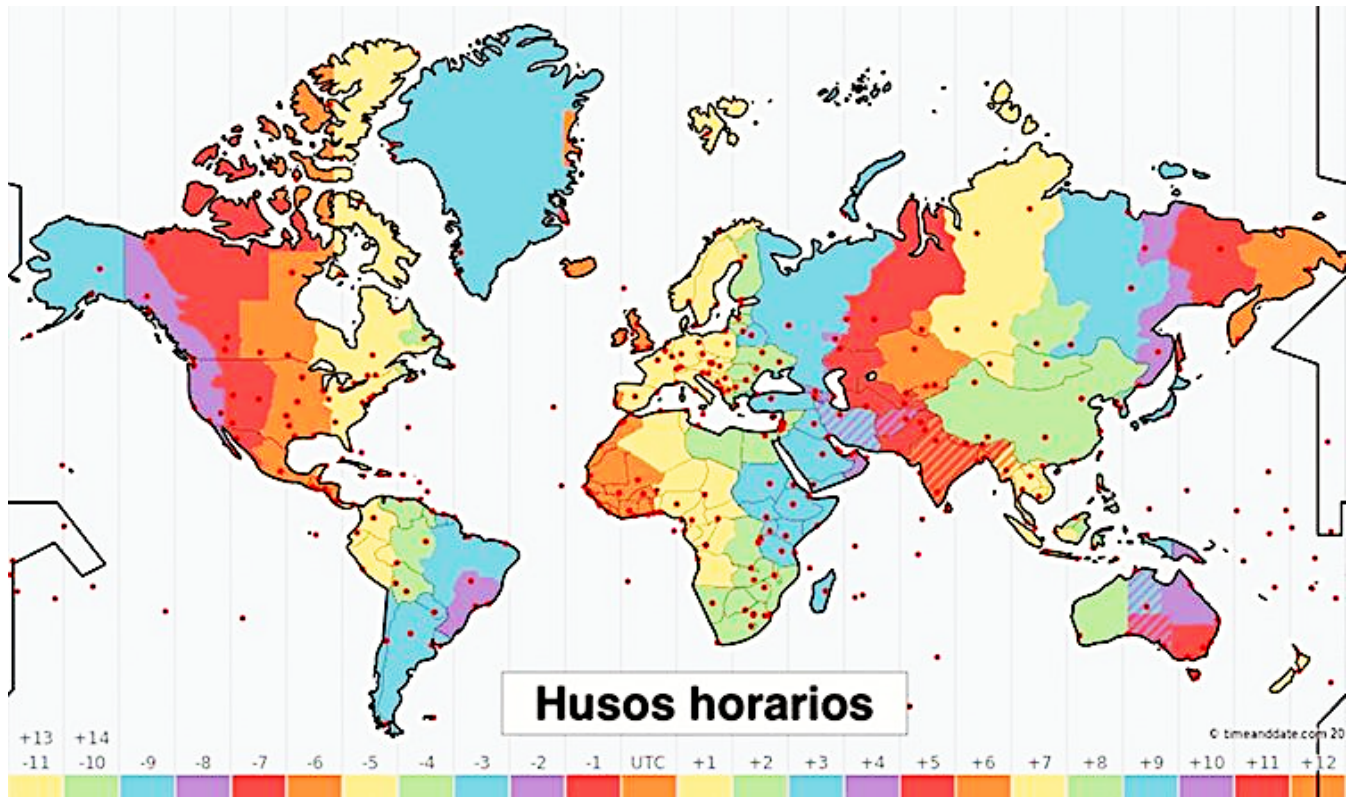 Husos horarios
© timeanddate.com 20
+13 +14
-11 -10 -9 -8 -7 -6 -5 -4 -3 -2 -1 UTC +1 +2 +3 +4 +5 +6 +7 +8 +9 +10 +11 +12